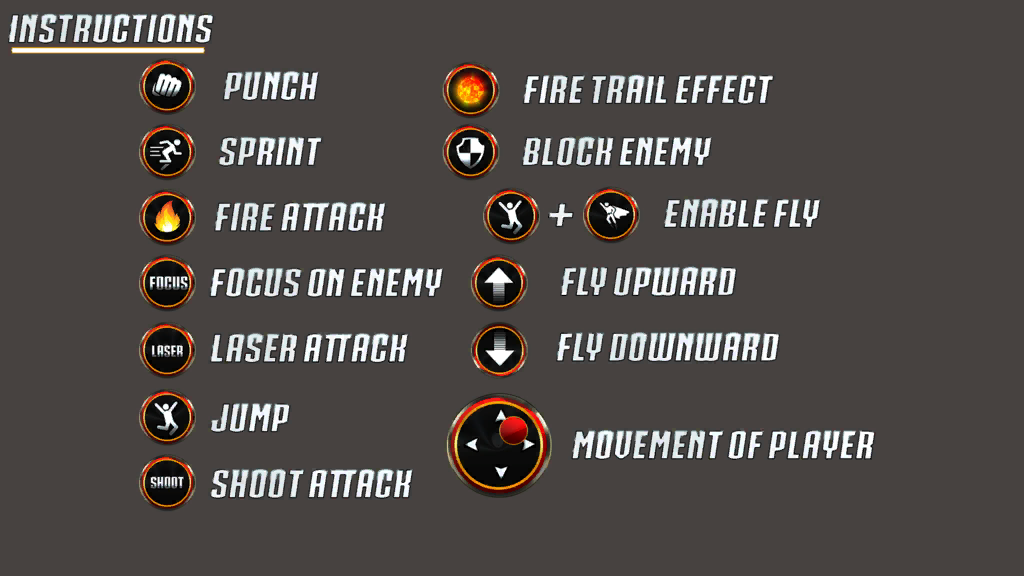 INSTRUCTIONS
PUNCH
SPRINT
FIRE ATTACK
FOCUS FOCUS ON ENEMY
LASER LASER ATTACK
JUMP
SHOOT SHOOT ATTACK
FIRE TRAIL EFFECT
BLOCK ENEMY
+ ENABLE FLY
FLY UPWARD
FLY DOWNWARD
MOVEMENT OF PLAYER